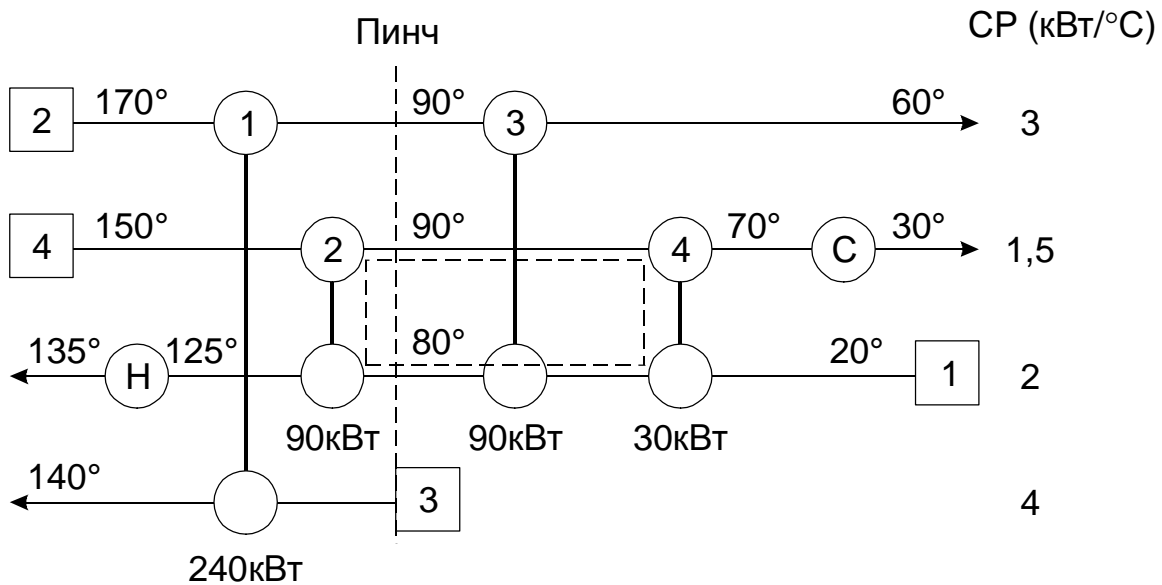 Пинч
СР (кВт/°С)
2 170° 1 90° 3 60° 3
4 150° 2 90° 4 70° С 30° 1,5
135° Н 125° 80° 20° 1 2
90кВт 90кВт 30кВт
140° 3 4
240кВт